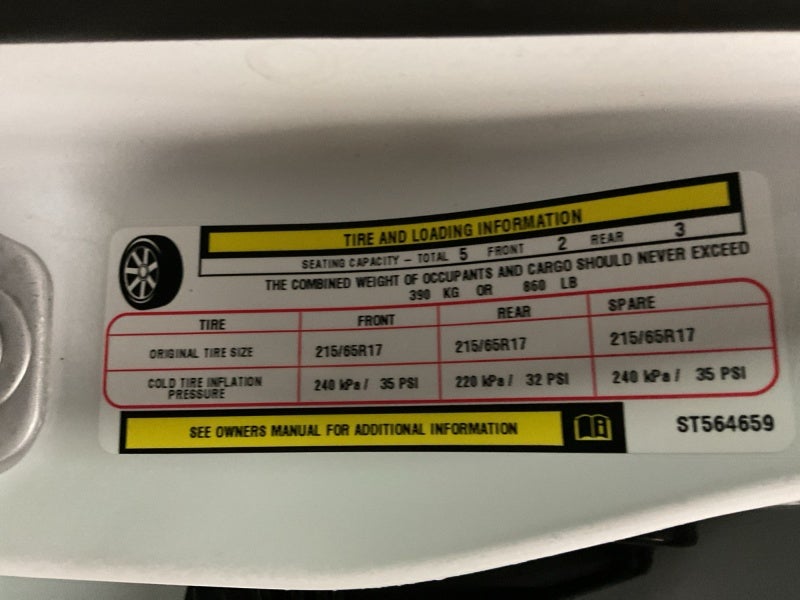 TIRE AND LOADING INFORMATION
SEATING CAPACITY – TOTAL 5 FRONT 2 REAR 3
THE COMBINED WEIGHT OF OCCUPANTS AND CARGO SHOULD NEVER EXCEED
390 KG OR 860 LB
TIRE FRONT REAR SPARE
ORIGINAL TIRE SIZE 215/65R17 215/65R17 215/65R17
COLD TIRE INFLATION PRESSURE 240 kPa / 35 PSI 220 kPa / 32 PSI 240 kPa / 35 PSI
SEE OWNERS MANUAL FOR ADDITIONAL INFORMATION
ST564659